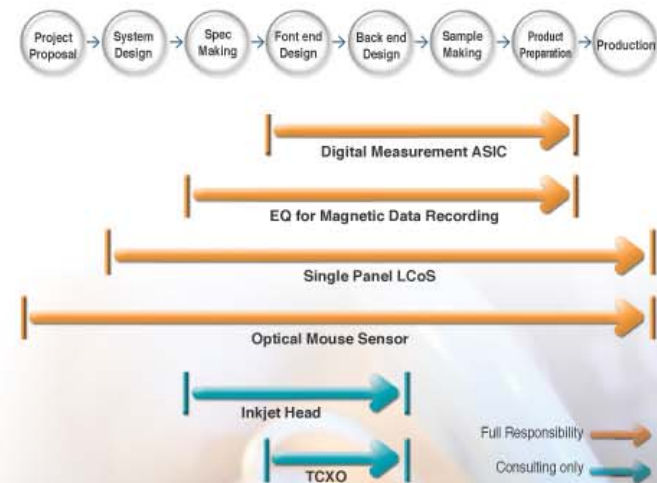 Project
Proposal
System
Design
Spec
Making
Font end
Design
Back end
Design
Sample
Making
Product
Preparation
Production
Digital Measurement ASIC
EQ for Magnetic Data Recording
Single Panel LCoS
Optical Mouse Sensor
Inkjet Head
TCXO
Full Responsibility
Consulting only